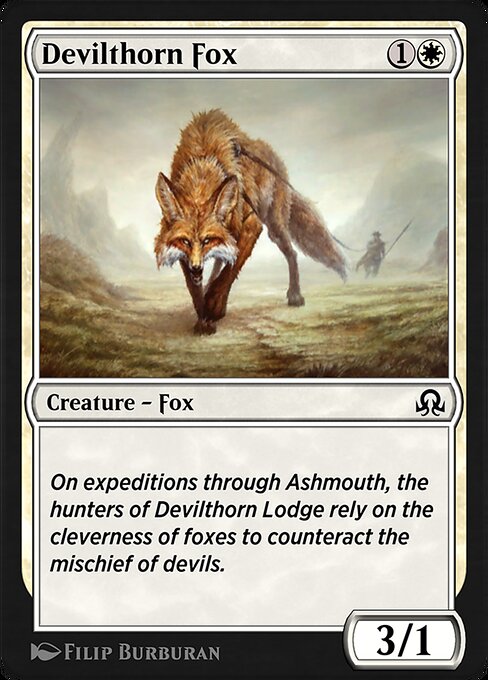 Devilthorn Fox 1
Creature – Fox
On expeditions through Ashmouth, the
hunters of Devilthorn Lodge rely on the
cleverness of foxes to counteract the
mischief of devils.
3/1
Filip Burburan